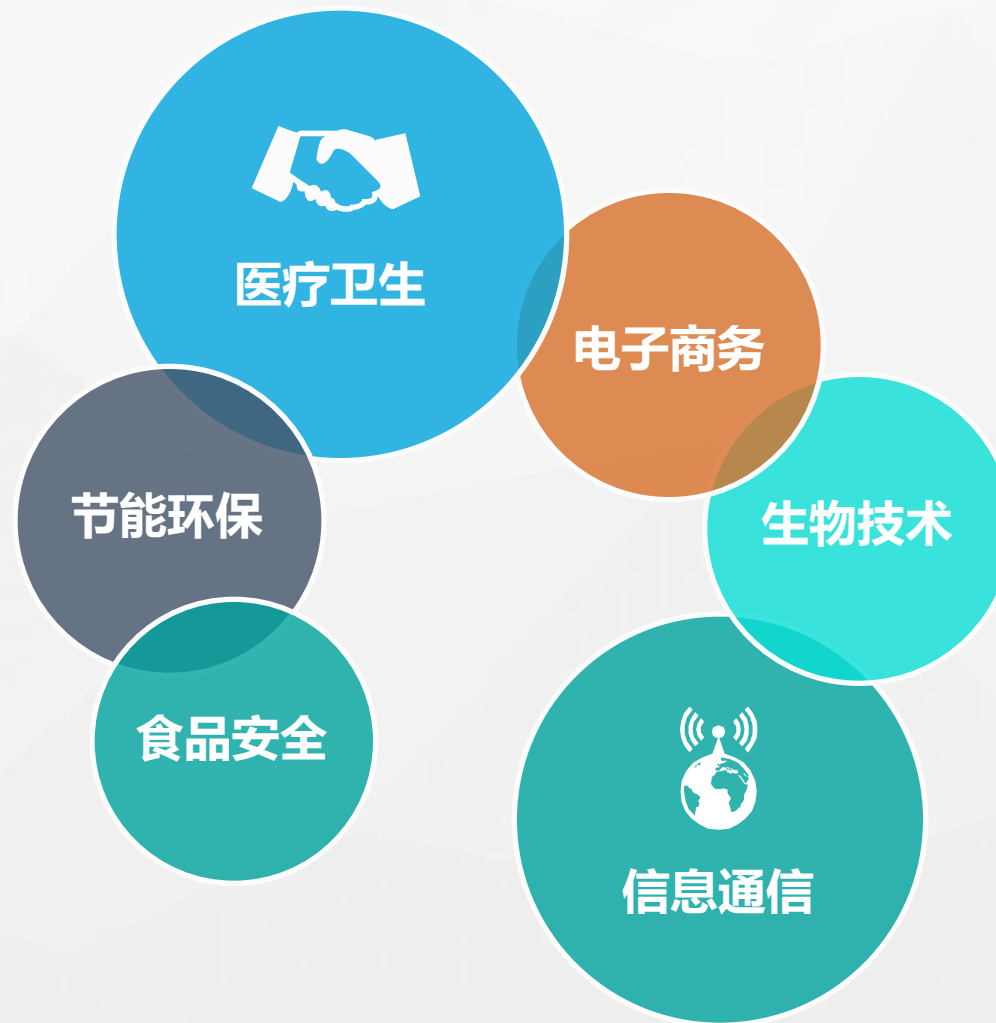 医疗卫生
电子商务
节能环保
生物技术
食品安全
信息通信